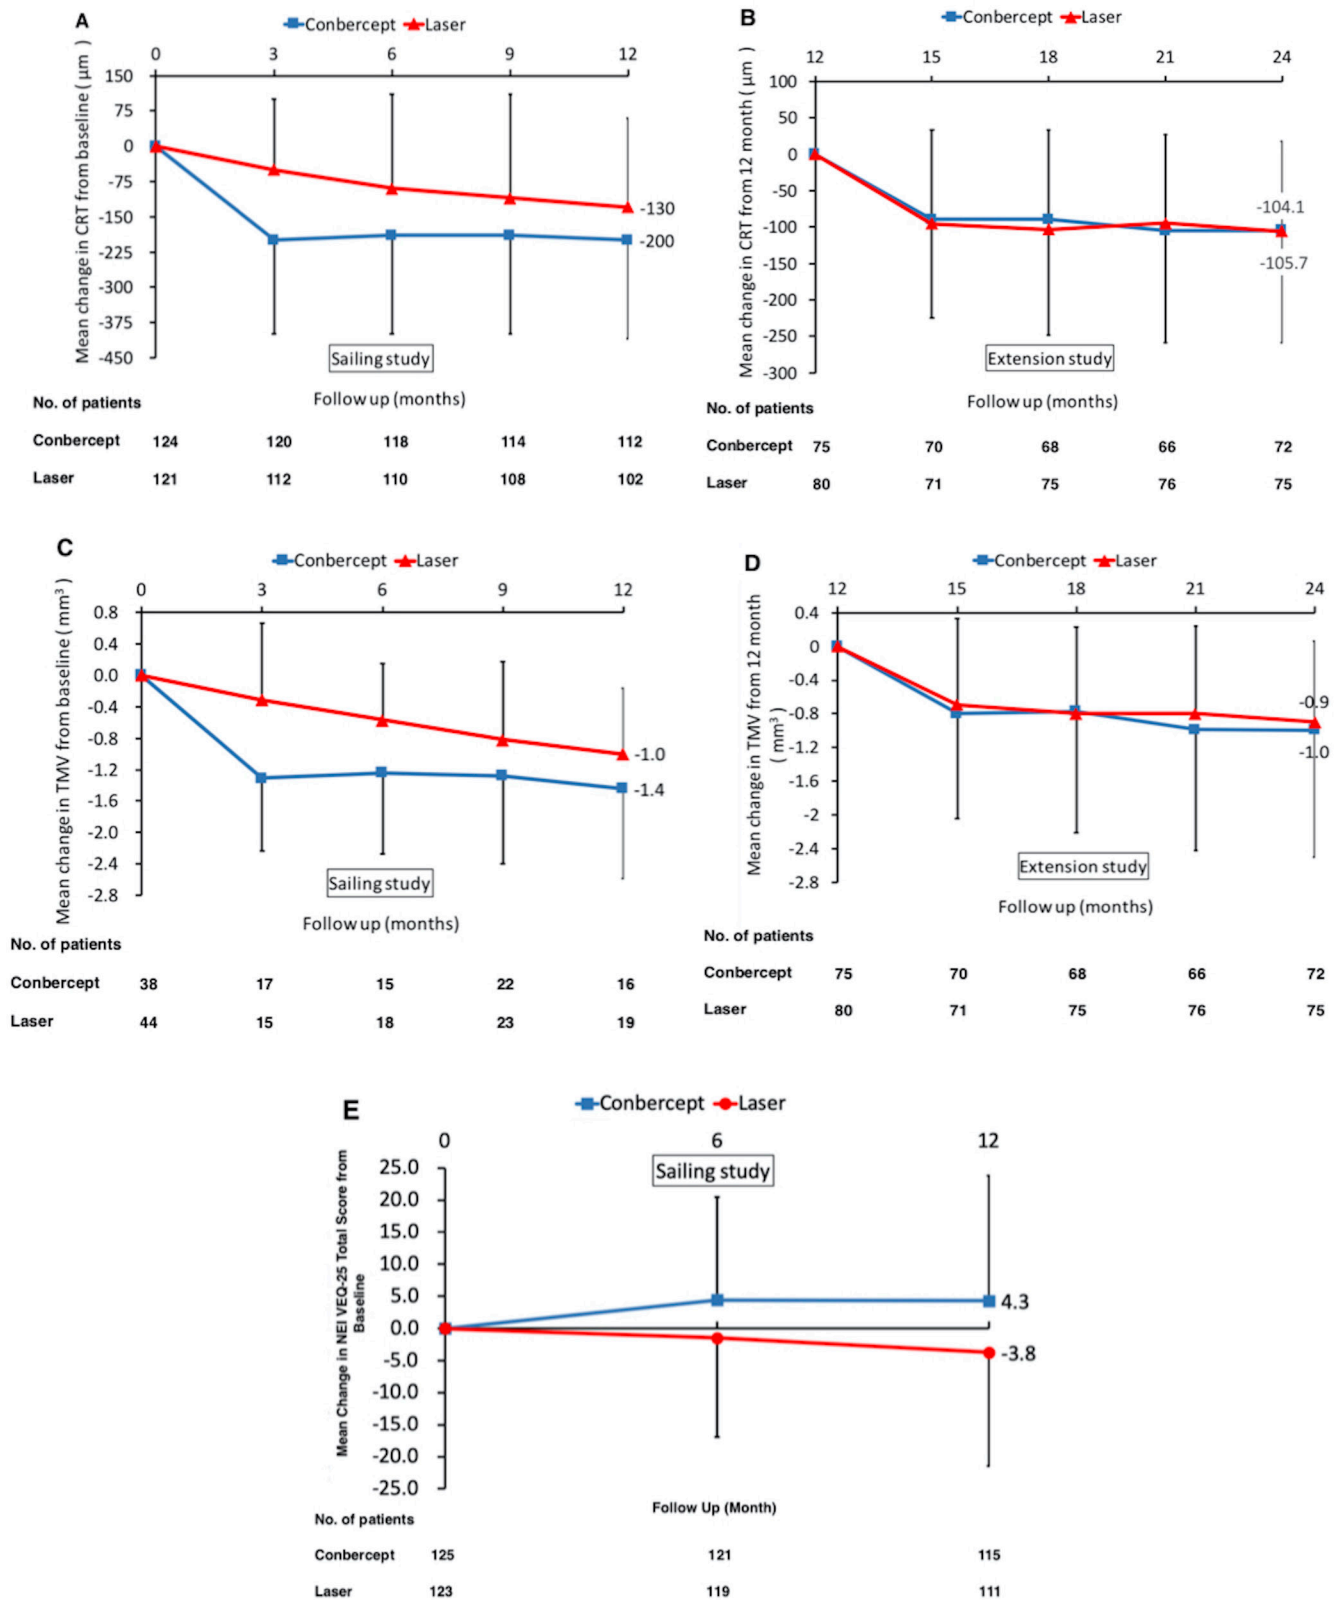 A
Conbercept Laser
0 3 6 9 12
Mean change in CRT from baseline ( µm )
150
75
0
-75
-150
-225
-300
-375
-450
-130
-200
Sailing study
Follow up (months)
No. of patients
Conbercept 124 120 118 114 112
Laser 121 112 110 108 102
B
Conbercept Laser
12 15 18 21 24
Mean change in CRT from 12 month ( µm)
100
50
0
-50
-100
-150
-200
-250
-300
-104.1
-105.7
Extension study
Follow up (months)
No. of patients
Conbercept 75 70 68 66 72
Laser 80 71 75 76 75
C
Conbercept Laser
0 3 6 9 12
Mean change in TMV from baseline ( mm³ )
0.8
0.4
0.0
-0.4
-0.8
-1.2
-1.6
-2.0
-2.4
-2.8
-1.0
-1.4
Sailing study
Follow up (months)
No. of patients
Conbercept 38 17 15 22 16
Laser 44 15 18 23 19
D
Conbercept Laser
12 15 18 21 24
Mean change in TMV from 12 month
( mm³ )
0.4
0
-0.4
-0.8
-1.2
-1.6
-2
-2.4
-2.8
-0.9
-1.0
Extension study
Follow up (months)
No. of patients
Conbercept 75 70 68 66 72
Laser 80 71 75 76 75
E
Conbercept Laser
0 6 12
Sailing study
Mean Change in NEI VEQ-25 Total Score from
Baseline
25.0
20.0
15.0
10.0
5.0
0.0
-5.0
-10.0
-15.0
-20.0
-25.0
4.3
-3.8
Follow Up (Month)
No. of patients
Conbercept 125 121 115
Laser 123 119 111